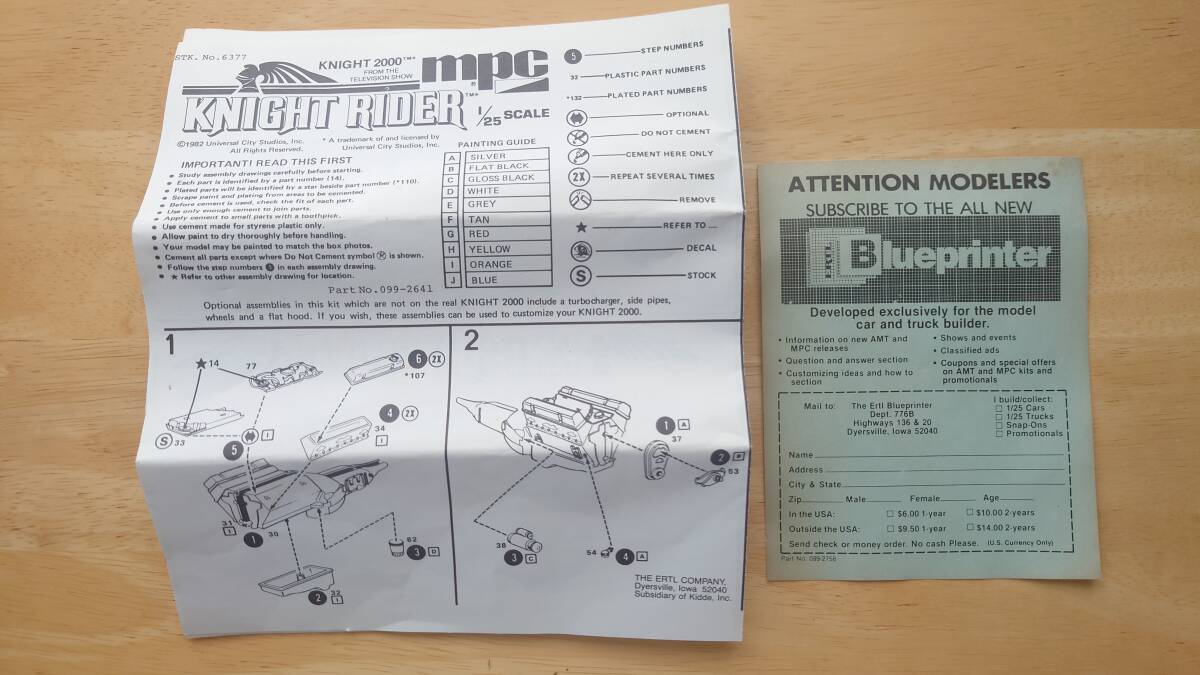 STK. No.6377
KNIGHT 2000™*
FROM THE
TELEVISION SHOW
mpc®
KNIGHT RIDER™*
1/25 SCALE
©1982 Universal City Studios, Inc.
All Rights Reserved.
* A trademark of and licensed by
Universal City Studios, Inc.
IMPORTANT! READ THIS FIRST
• Study assembly drawings carefully before starting.
• Each part is identified by a part number (14).
• Plated parts will be identified by a star beside part number (*110).
• Scrape paint and plating from areas to be cemented.
• Before cement is used, check the fit of each part.
• Use only enough cement to join parts.
• Apply cement to small parts with a toothpick.
• Use cement made for styrene plastic only.
• Allow paint to dry thoroughly before handling.
• Your model may be painted to match the box photos.
• Cement all parts except where Do Not Cement symbol is shown.
• Follow the step numbers in each assembly drawing.
• ★ Refer to other assembly drawing for location.
Part No.099-2641
PAINTING GUIDE
A SILVER
B FLAT BLACK
C GLOSS BLACK
D WHITE
E GREY
F TAN
G RED
H YELLOW
I ORANGE
J BLUE
5 STEP NUMBERS
33 PLASTIC PART NUMBERS
*132 PLATED PART NUMBERS
OPTIONAL
DO NOT CEMENT
CEMENT HERE ONLY
2X REPEAT SEVERAL TIMES
REMOVE
★ REFER TO ...
DECAL
S STOCK
Optional assemblies in this kit which are not on the real KNIGHT 2000 include a turbocharger, side pipes,
wheels and a flat hood. If you wish, these assemblies can be used to customize your KNIGHT 2000.
1
★ 14
77
6 2X
*107
4 2X
34
I
S 33
I
5
31
I
1
30
62
3 D
2
32
I
2
1 A
37
2 B
53
38
3 C
54
4 A
THE ERTL COMPANY,
Dyersville, Iowa 52040
Subsidiary of Kidde, Inc.
ATTENTION MODELERS
SUBSCRIBE TO THE ALL NEW
ERTL
Blueprinter
Developed exclusively for the model
car and truck builder.
• Information on new AMT and
MPC releases
• Question and answer section
• Customizing ideas and how to
section
• Shows and events
• Classified ads
• Coupons and special offers
on AMT and MPC kits and
promotionals
Mail to: The Ertl Blueprinter
Dept. 776B
Highways 136 & 20
Dyersville, Iowa 52040
I build/collect:
☐ 1/25 Cars
☐ 1/25 Trucks
☐ Snap-Ons
☐ Promotionals
Name
Address
City & State
Zip Male Female Age
In the USA: ☐ $6.00 1-year ☐ $10.00 2-years
Outside the USA: ☐ $9.50 1-year ☐ $14.00 2-years
Send check or money order. No cash Please. (U.S. Currency Only)
Part No. 099-2756